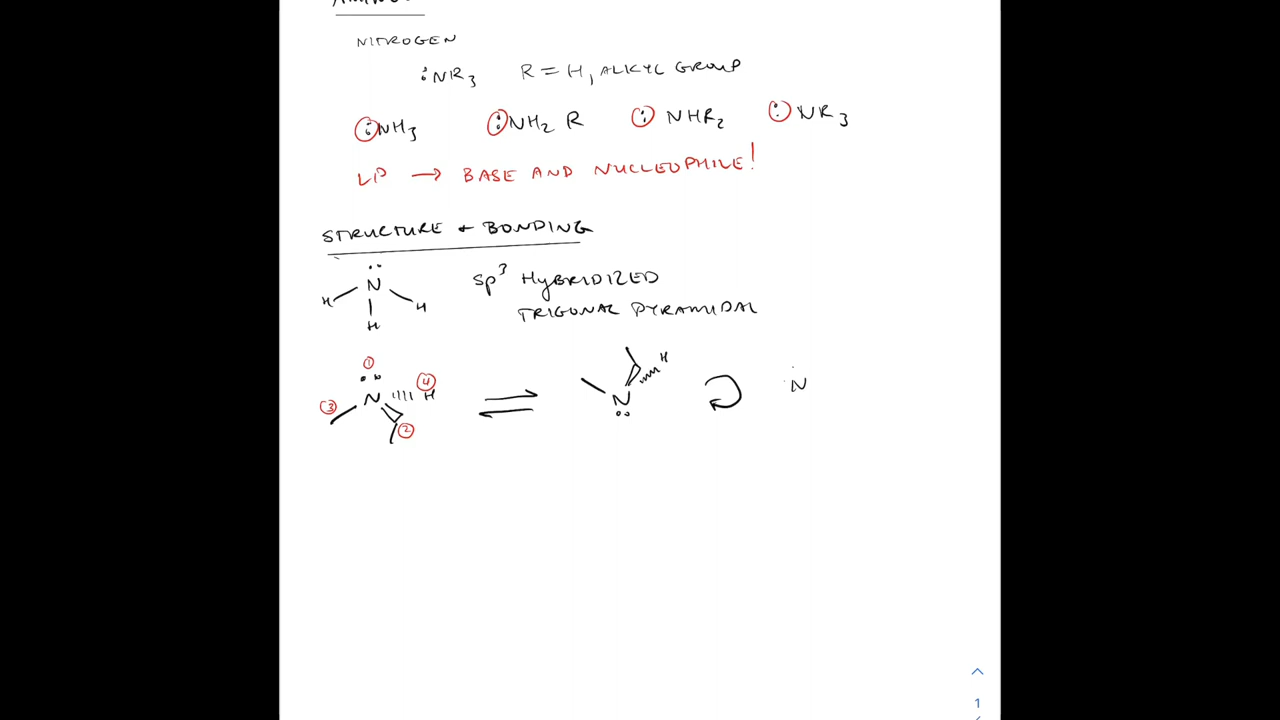 NITROGEN
:NR3 R = H, ALKYL GROUP
:NH3 :NH2R :NHR2 :NR3
LP → BASE AND NUCLEOPHILE!
STRUCTURE + BONDING
N
H H
H
sp3 HYBRIDIZED
TRIGONAL PYRAMIDAL
1
3 N H 4
2
H
N
N
1